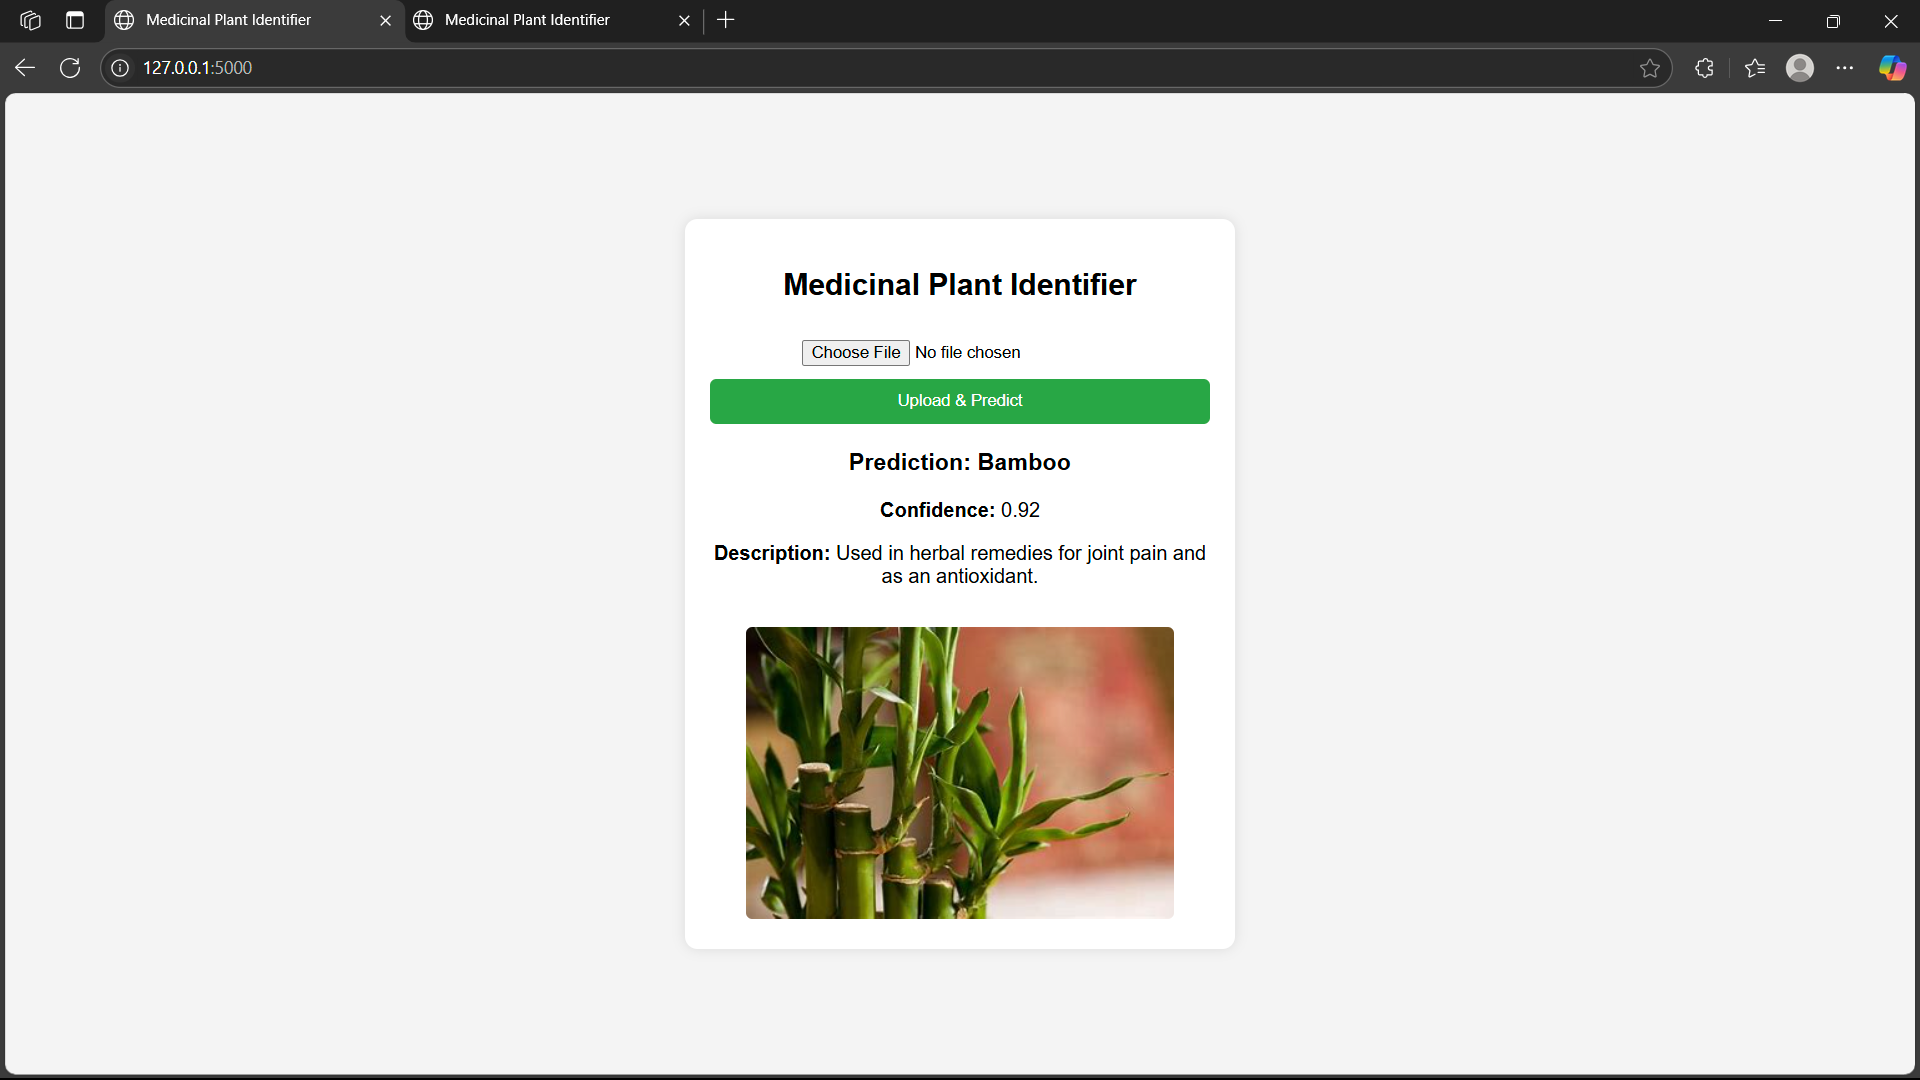 Medicinal Plant Identifier
Medicinal Plant Identifier
127.0.0.1:5000
Medicinal Plant Identifier
Choose File No file chosen
Upload & Predict
Prediction: Bamboo
Confidence: 0.92
Description: Used in herbal remedies for joint pain and
as an antioxidant.